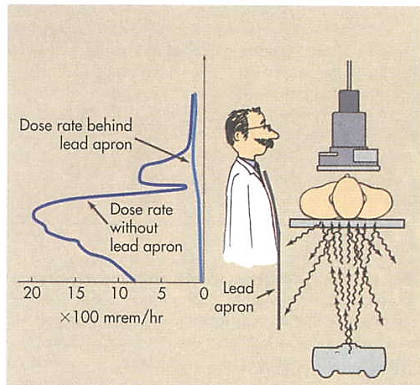 Dose rate behind
lead apron
Dose rate
without
lead apron
Lead
apron
20 15 10 5 0
×100 mrem/hr